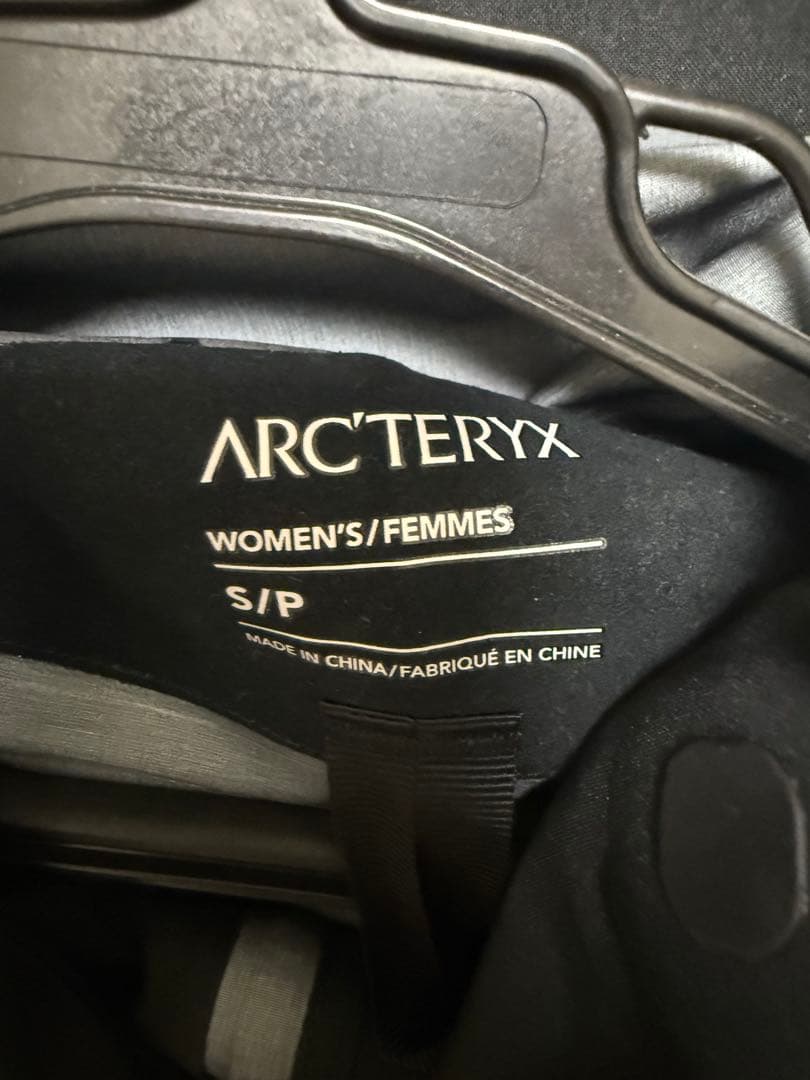 ARC'TERYX
WOMEN'S/FEMMES
S/P
MADE IN CHINA/FABRIQUÉ EN CHINE